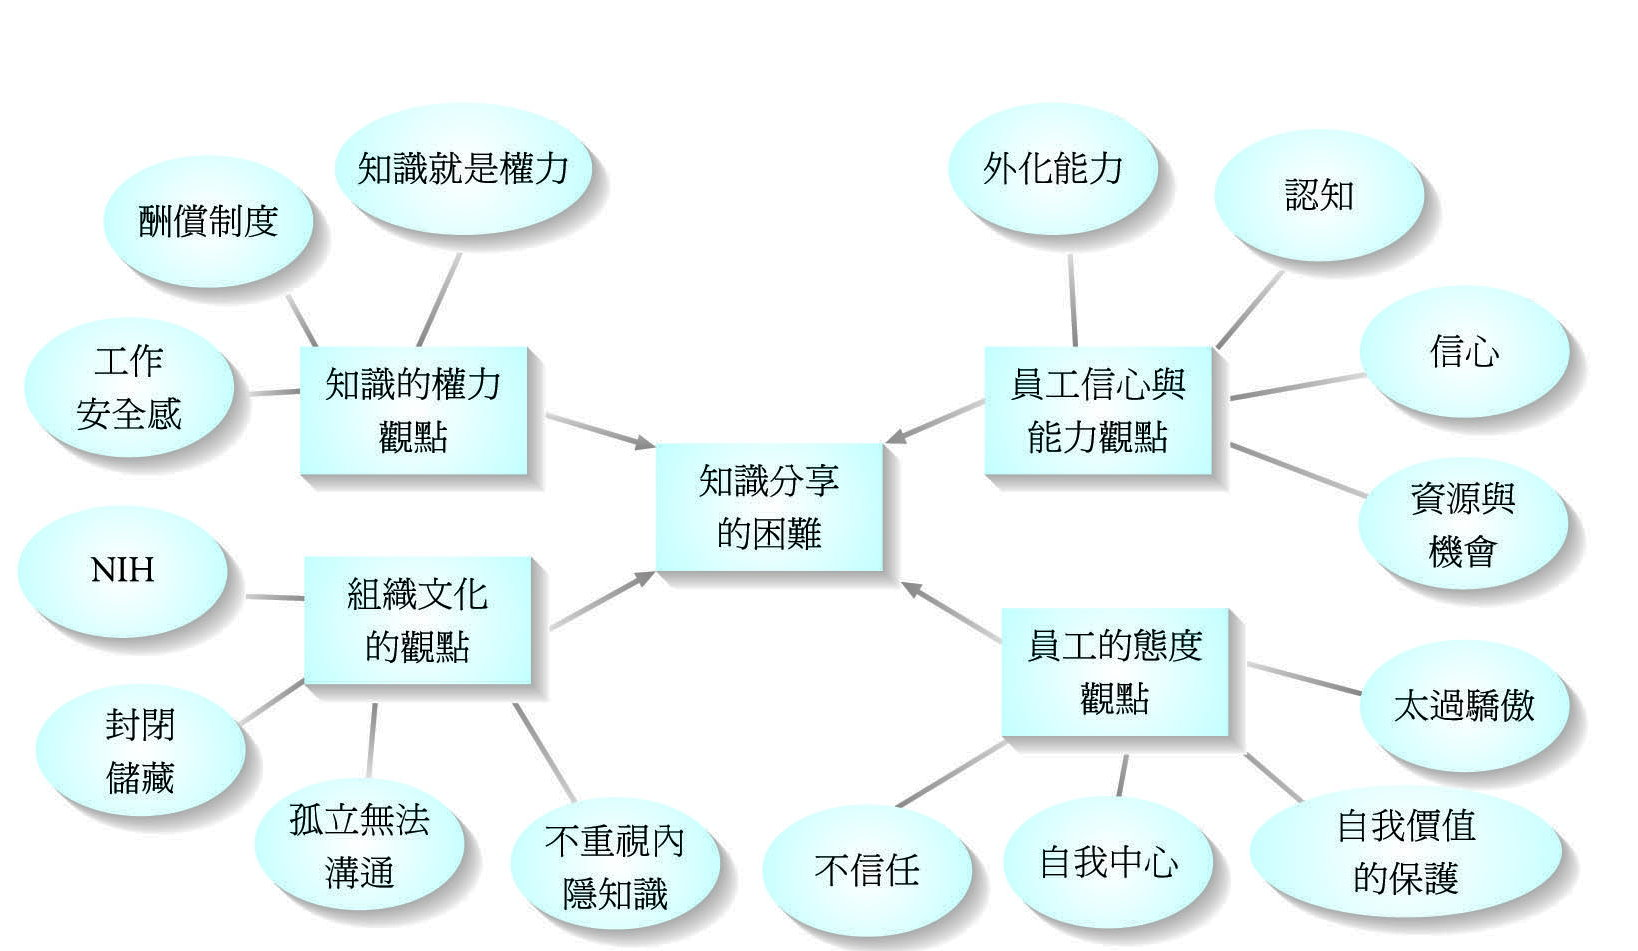 知識就是權力
酬償制度
工作
安全感
知識的權力
觀點
外化能力
認知
信心
資源與
機會
員工信心與
能力觀點
知識分享
的困難
NIH
封閉
儲藏
孤立無法
溝通
不重視內
隱知識
組織文化
的觀點
員工的態度
觀點
太過驕傲
自我價值
的保護
自我中心
不信任